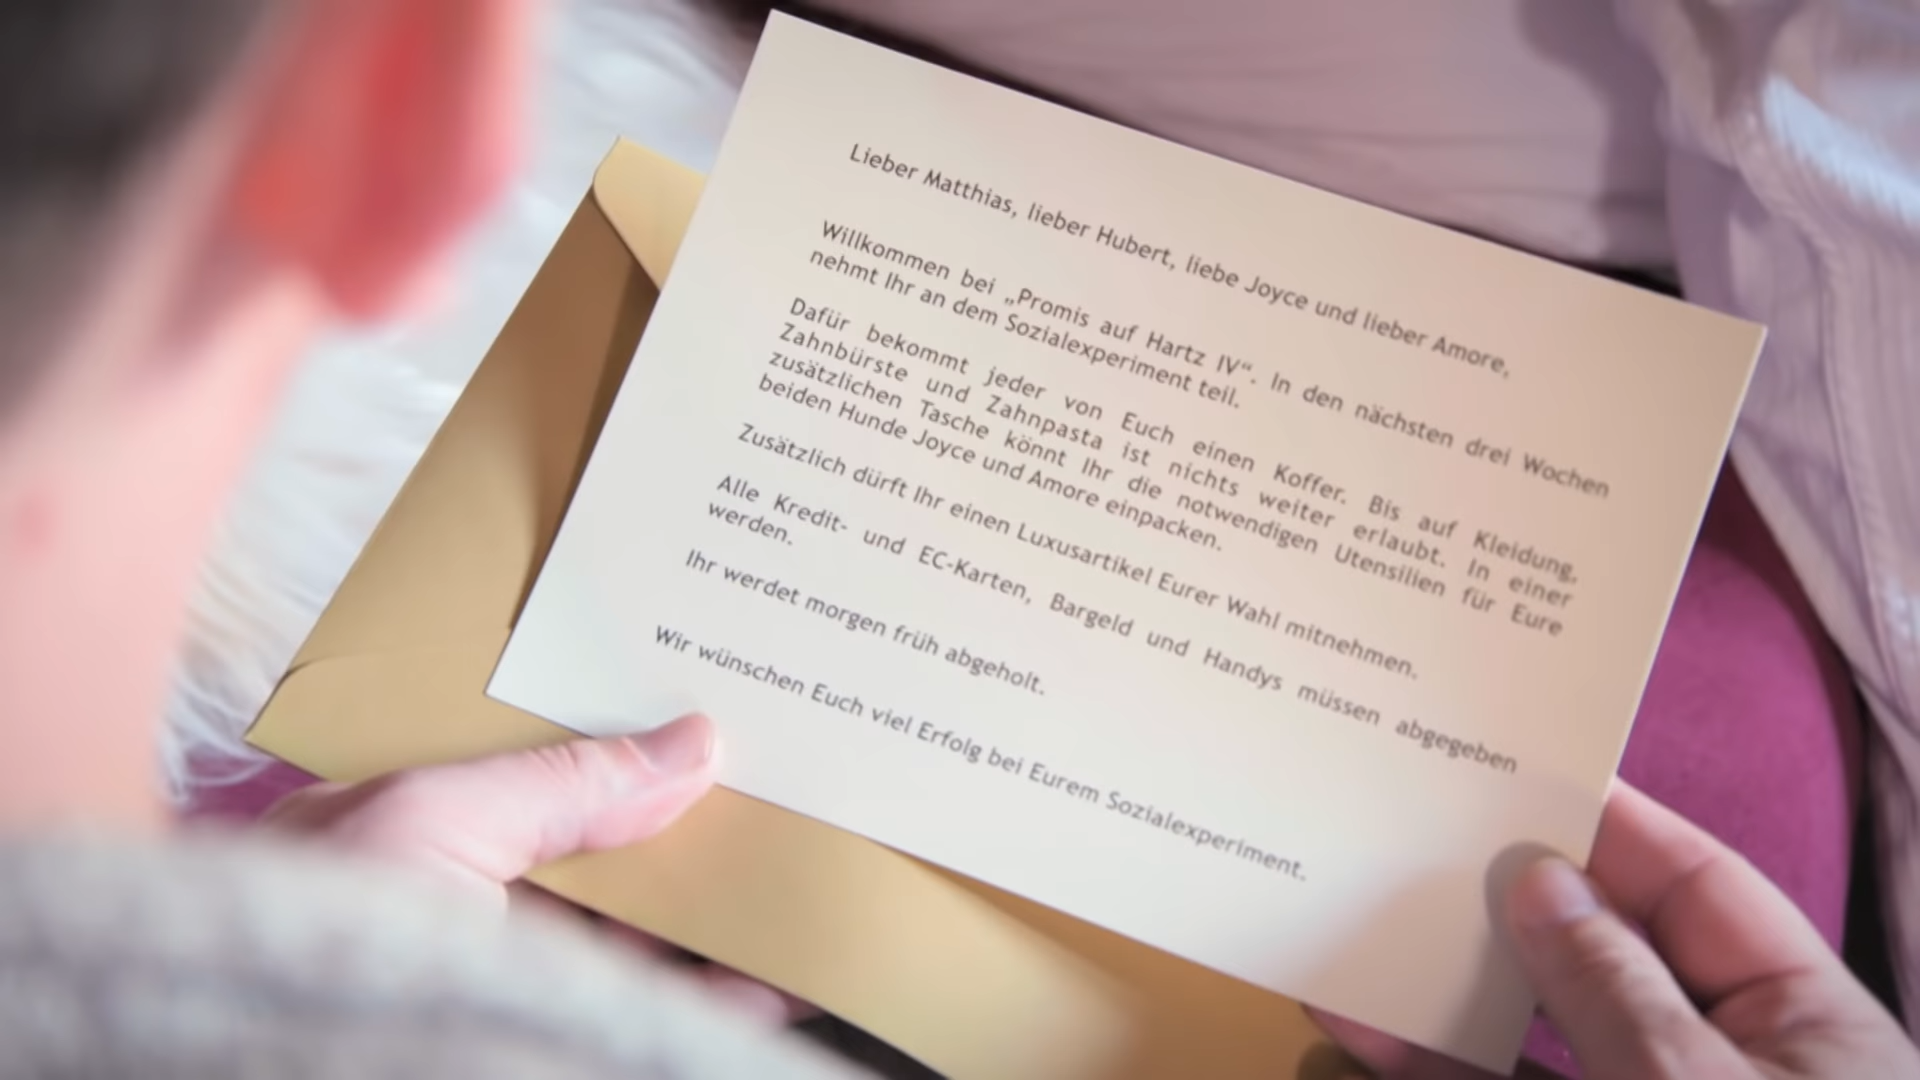 Lieber Matthias, lieber Hubert, liebe Joyce und lieber Amore,
Willkommen bei „Promis auf Hartz IV“. In den nächsten drei Wochen
nehmt Ihr an dem Sozialexperiment teil.
Dafür bekommt jeder von Euch einen Koffer. Bis auf Kleidung,
Zahnbürste und Zahnpasta ist nichts weiter erlaubt. In einer
zusätzlichen Tasche könnt Ihr die notwendigen Utensilien für Eure
beiden Hunde Joyce und Amore einpacken.
Zusätzlich dürft Ihr einen Luxusartikel Eurer Wahl mitnehmen.
Alle Kredit- und EC-Karten, Bargeld und Handys müssen abgegeben
werden.
Ihr werdet morgen früh abgeholt.
Wir wünschen Euch viel Erfolg bei Eurem Sozialexperiment.